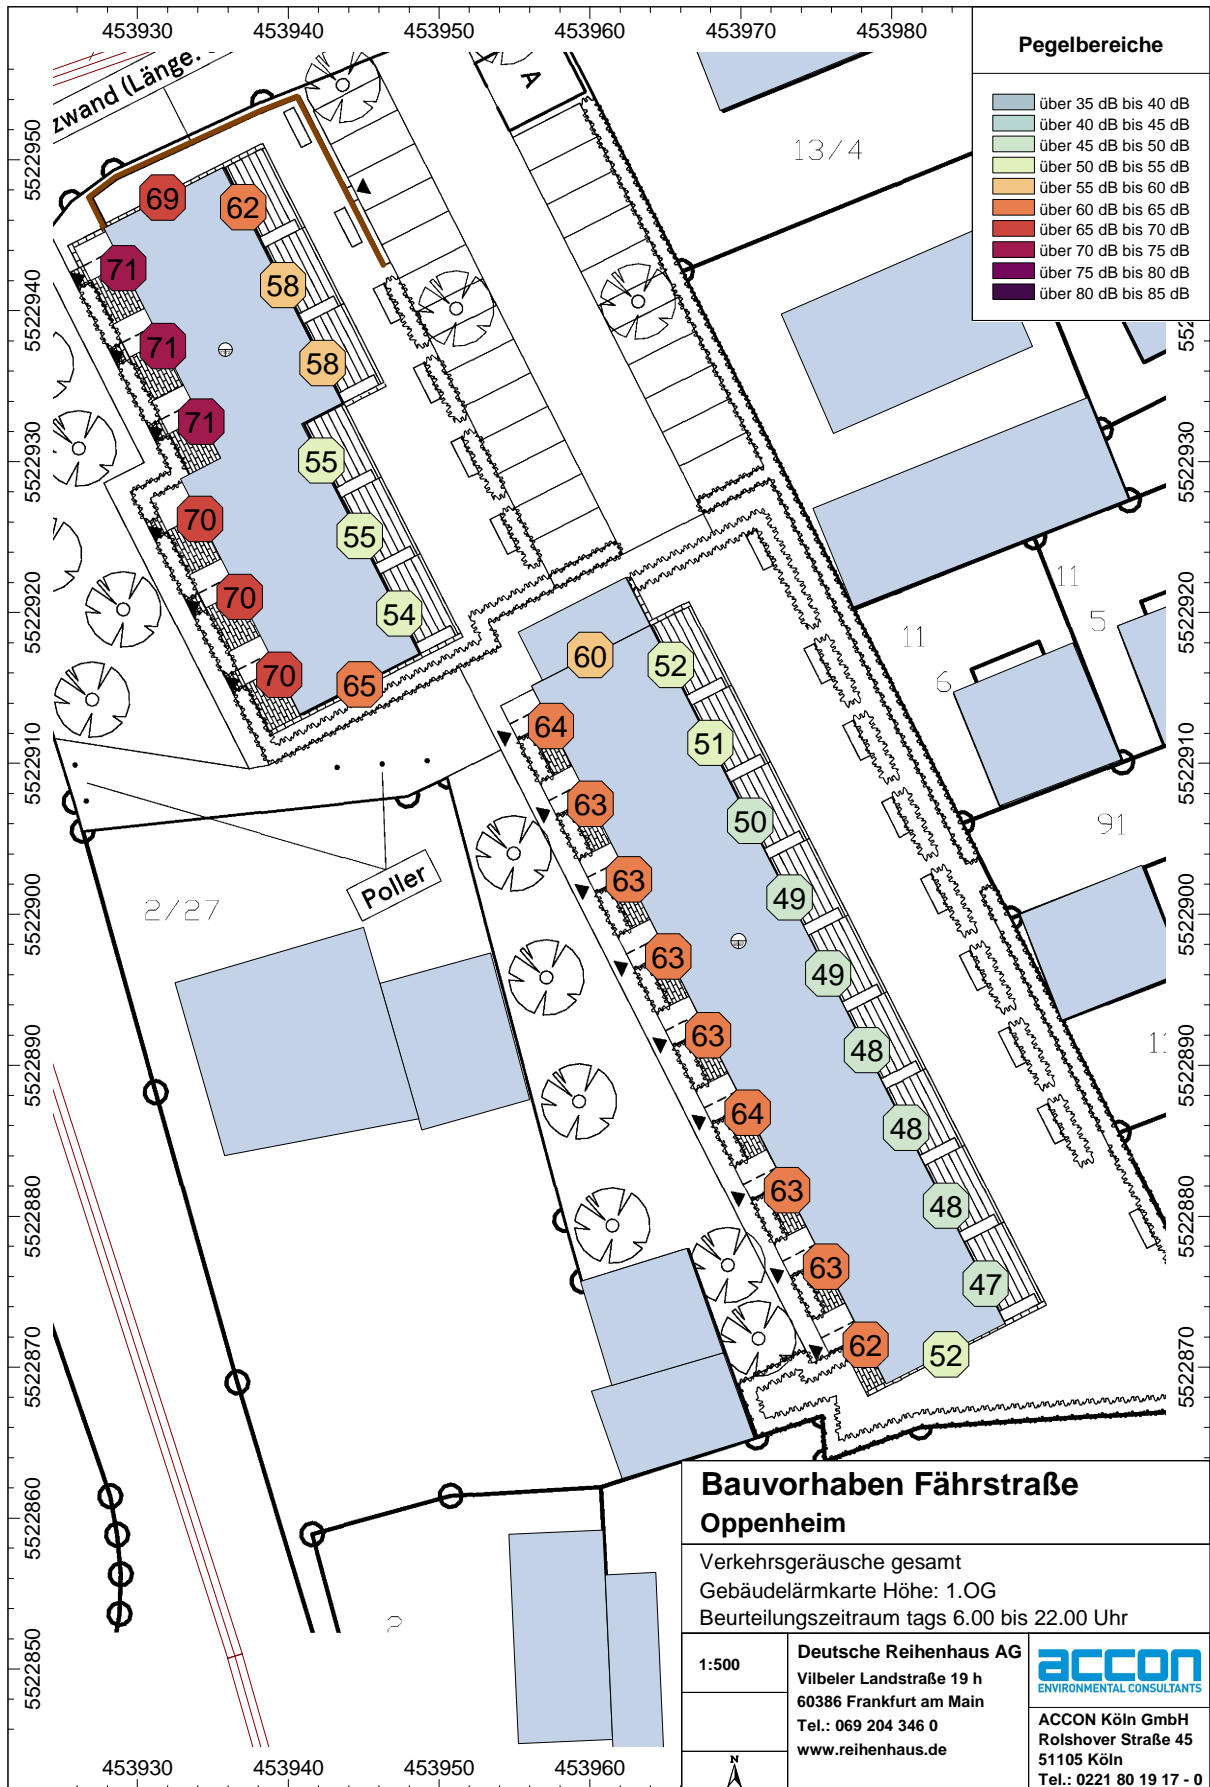 453930 453940 453950 453960 453970 453980
Pegelbereiche
über 35 dB bis 40 dB
über 40 dB bis 45 dB
über 45 dB bis 50 dB
über 50 dB bis 55 dB
über 55 dB bis 60 dB
über 60 dB bis 65 dB
über 65 dB bis 70 dB
über 70 dB bis 75 dB
über 75 dB bis 80 dB
über 80 dB bis 85 dB
zwand (Länge.
A
13/4
5522950
5522940
5522930
5522920
5522910
5522900
5522890
5522880
5522870
5522860
5522850
5522930
5522920
5522910
5522900
5522890
5522880
5522870
69
62
71
58
71
58
71
55
70
55
70
54
70
65
60
52
64
51
63
50
63
49
63
49
63
48
64
48
63
48
63
47
62
52
11
5
11
6
91
2/27
Poller
Bauvorhaben Fährstraße
Oppenheim
Verkehrsgeräusche gesamt
Gebäudelärmkarte Höhe: 1.OG
Beurteilungszeitraum tags 6.00 bis 22.00 Uhr
1:500
N
Deutsche Reihenhaus AG
Vilbeler Landstraße 19 h
60386 Frankfurt am Main
Tel.: 069 204 346 0
www.reihenhaus.de
accon
ENVIRONMENTAL CONSULTANTS
ACCON Köln GmbH
Rolshover Straße 45
51105 Köln
Tel.: 0221 80 19 17 - 0
453930 453940 453950 453960